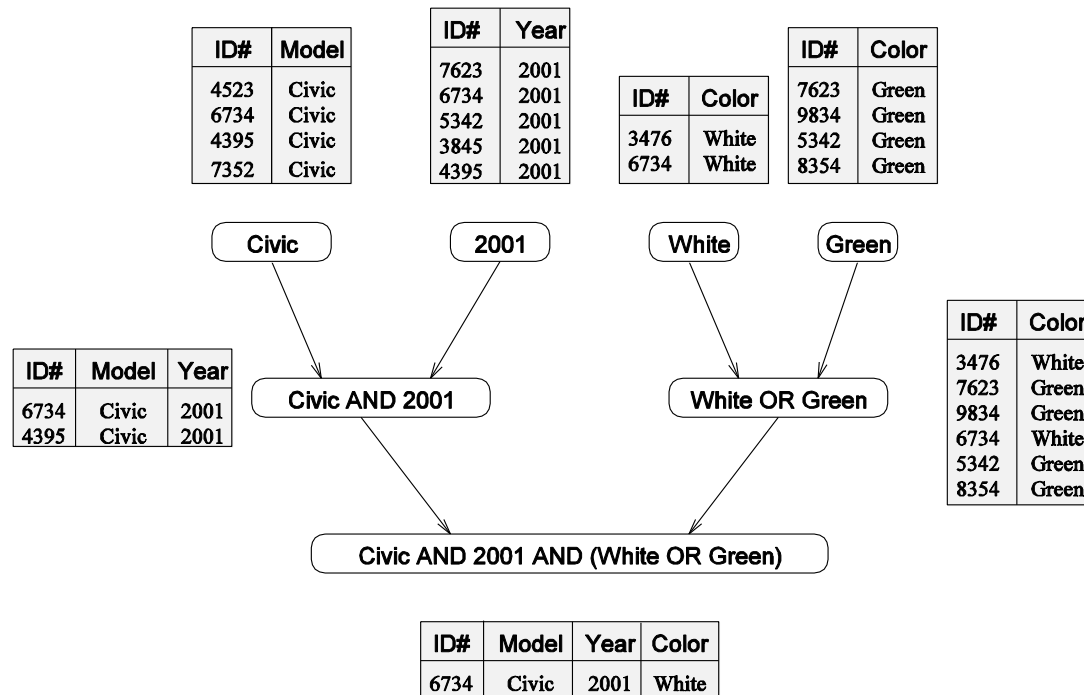 ID# Model
4523 Civic
6734 Civic
4395 Civic
7352 Civic
ID# Year
7623 2001
6734 2001
5342 2001
3845 2001
4395 2001
ID# Color
3476 White
6734 White
ID# Color
7623 Green
9834 Green
5342 Green
8354 Green
Civic
2001
White
Green
ID# Model Year
6734 Civic 2001
4395 Civic 2001
Civic AND 2001
White OR Green
ID# Color
3476 White
7623 Green
9834 Green
6734 White
5342 Green
8354 Green
Civic AND 2001 AND (White OR Green)
ID# Model Year Color
6734 Civic 2001 White